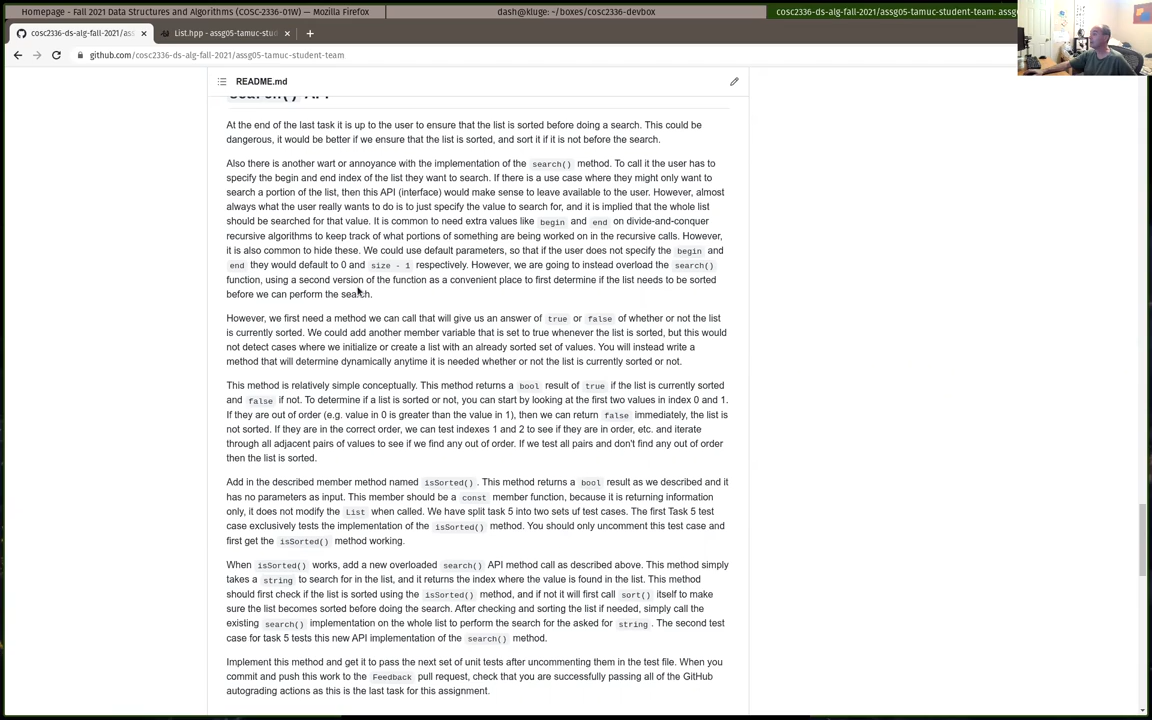 Homepage - Fall 2021 Data Structures and Algorithms (COSC-2336-01W) — Mozilla Firefox
dash@kluge: ~/boxes/cosc2336-devbox
cosc2336-ds-alg-fall-2021/assg05-tamuc-student-team: assg
cosc2336-ds-alg-fall-2021/ass
List.hpp - assg05-tamuc-stud
github.com/cosc2336-ds-alg-fall-2021/assg05-tamuc-student-team
README.md
search() API
At the end of the last task it is up to the user to ensure that the list is sorted before doing a search. This could be
dangerous, it would be better if we ensure that the list is sorted, and sort it if it is not before the search.
Also there is another wart or annoyance with the implementation of the search() method. To call it the user has to
specify the begin and end index of the list they want to search. If there is a use case where they might only want to
search a portion of the list, then this API (interface) would make sense to leave available to the user. However, almost
always what the user really wants to do is to just specify the value to search for, and it is implied that the whole list
should be searched for that value. It is common to need extra values like begin and end on divide-and-conquer
recursive algorithms to keep track of what portions of something are being worked on in the recursive calls. However,
it is also common to hide these. We could use default parameters, so that if the user does not specify the begin and
end they would default to 0 and size - 1 respectively. However, we are going to instead overload the search()
function, using a second version of the function as a convenient place to first determine if the list needs to be sorted
before we can perform the search.
However, we first need a method we can call that will give us an answer of true or false of whether or not the list
is currently sorted. We could add another member variable that is set to true whenever the list is sorted, but this would
not detect cases where we initialize or create a list with an already sorted set of values. You will instead write a
method that will determine dynamically anytime it is needed whether or not the list is currently sorted or not.
This method is relatively simple conceptually. This method returns a bool result of true if the list is currently sorted
and false if not. To determine if a list is sorted or not, you can start by looking at the first two values in index 0 and 1.
If they are out of order (e.g. value in 0 is greater than the value in 1), then we can return false immediately, the list is
not sorted. If they are in the correct order, we can test indexes 1 and 2 to see if they are in order, etc. and iterate
through all adjacent pairs of values to see if we find any out of order. If we test all pairs and don't find any out of order
then the list is sorted.
Add in the described member method named isSorted() . This method returns a bool result as we described and it
has no parameters as input. This member should be a const member function, because it is returning information
only, it does not modify the List when called. We have split task 5 into two sets of test cases. The first Task 5 test
case exclusively tests the implementation of the isSorted() method. You should only uncomment this test case and
first get the isSorted() method working.
When isSorted() works, add a new overloaded search() API method call as described above. This method simply
takes a string to search for in the list, and it returns the index where the value is found in the list. This method
should first check if the list is sorted using the isSorted() method, and if not it will first call sort() itself to make
sure the list becomes sorted before doing the search. After checking and sorting the list if needed, simply call the
existing search() implementation on the whole list to perform the search for the asked for string . The second test
case for task 5 tests this new API implementation of the search() method.
Implement this method and get it to pass the next set of unit tests after uncommenting them in the test file. When you
commit and push this work to the Feedback pull request, check that you are successfully passing all of the GitHub
autograding actions as this is the last task for this assignment.